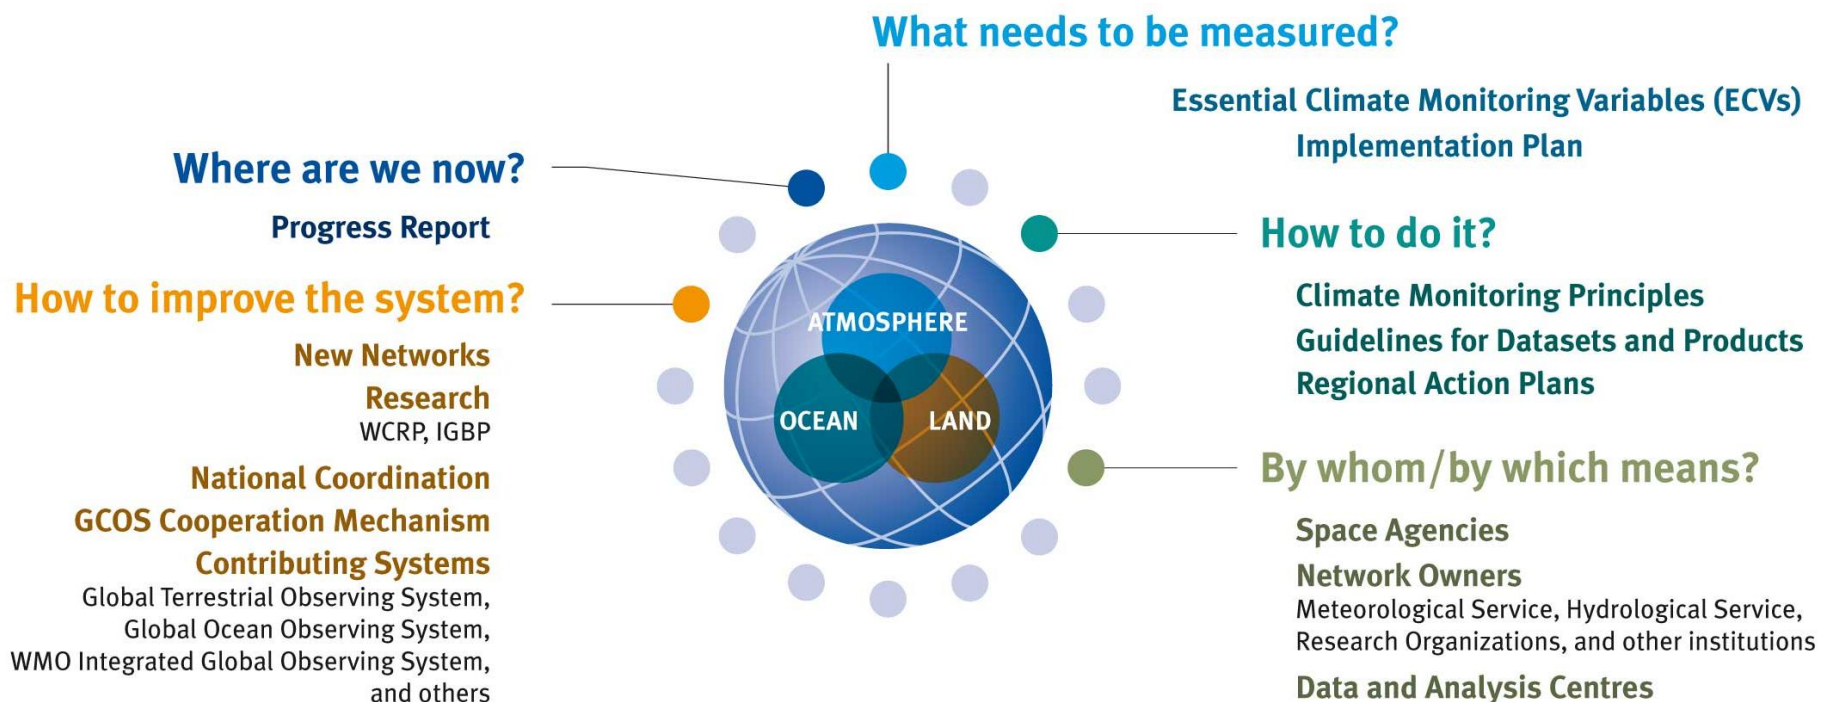 What needs to be measured?
Essential Climate Monitoring Variables (ECVs)
Implementation Plan
Where are we now?
Progress Report
How to do it?
Climate Monitoring Principles
Guidelines for Datasets and Products
Regional Action Plans
How to improve the system?
New Networks
Research
WCRP, IGBP
National Coordination
GCOS Cooperation Mechanism
Contributing Systems
Global Terrestrial Observing System,
Global Ocean Observing System,
WMO Integrated Global Observing System,
and others
ATMOSPHERE
OCEAN
LAND
By whom/by which means?
Space Agencies
Network Owners
Meteorological Service, Hydrological Service,
Research Organizations, and other institutions
Data and Analysis Centres